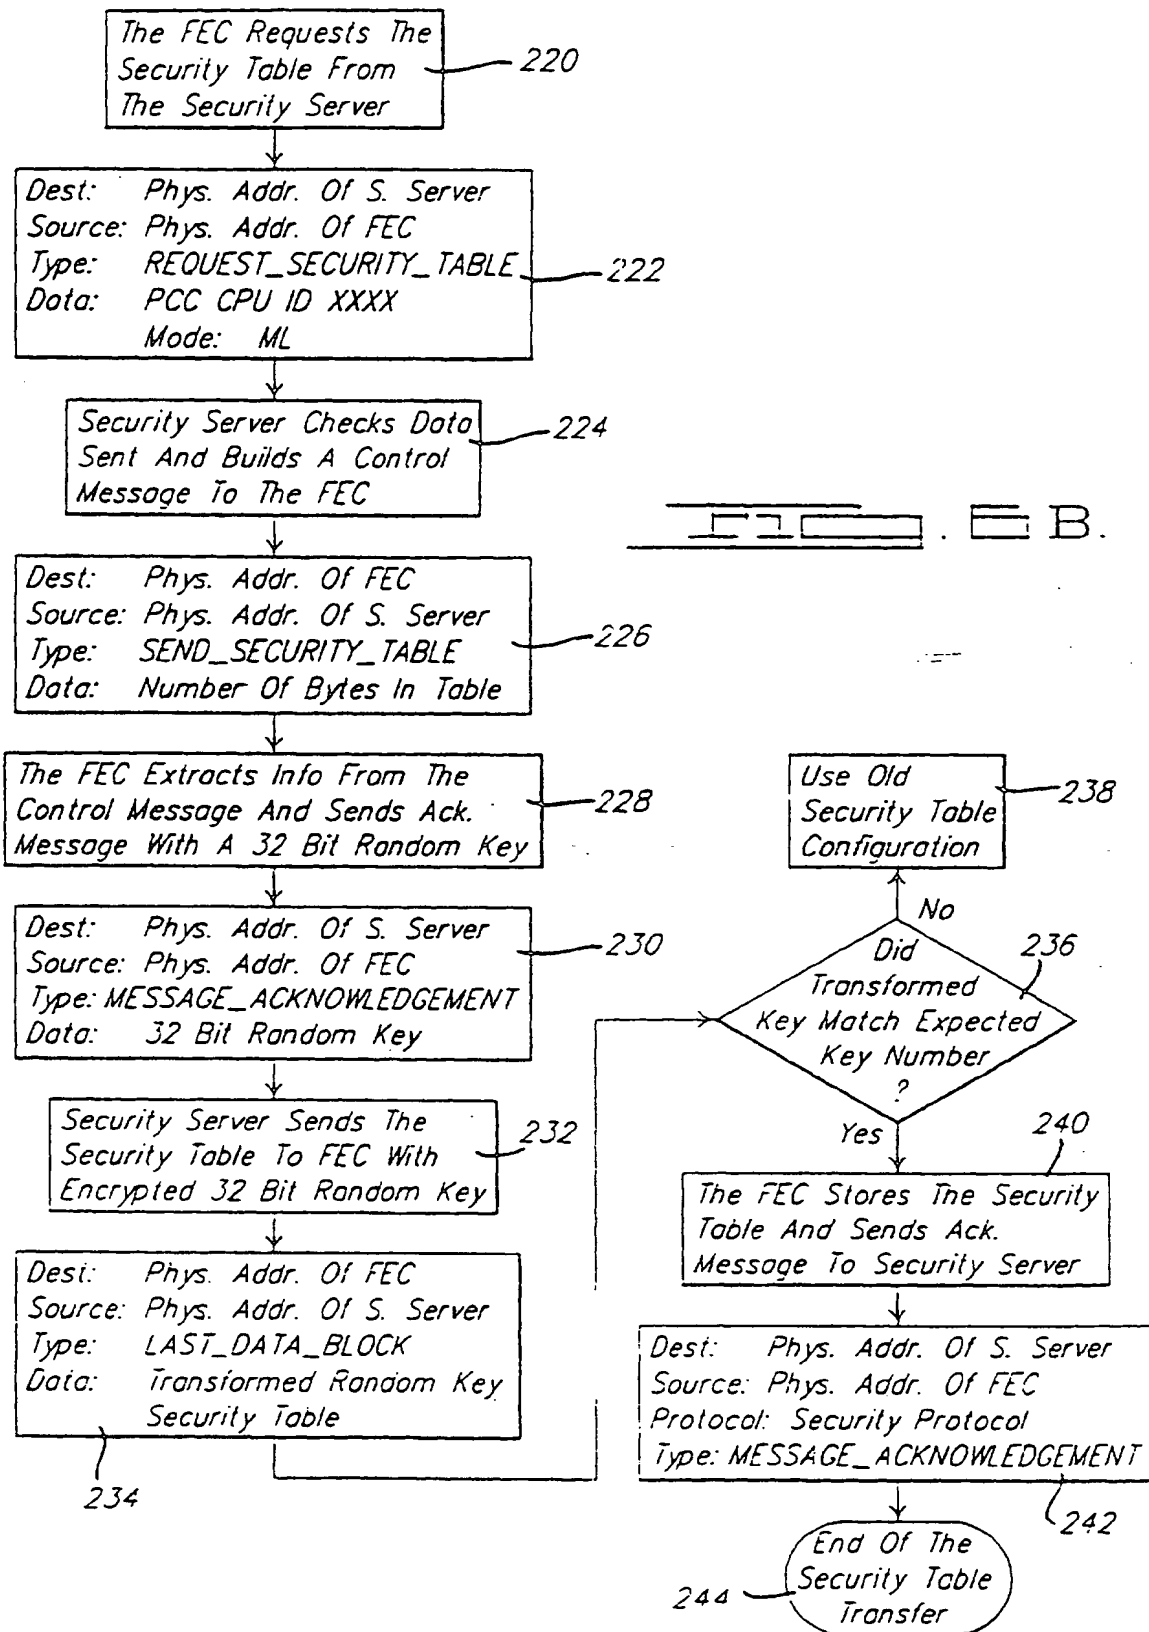 The FEC Requests The
Security Table From
The Security Server
220
Dest: Phys. Addr. Of S. Server
Source: Phys. Addr. Of FEC
Type: REQUEST_SECURITY_TABLE
Data: PCC CPU ID XXXX
Mode: ML
222
Security Server Checks Data
Sent And Builds A Control
Message To The FEC
224
Dest: Phys. Addr. Of FEC
Source: Phys. Addr. Of S. Server
Type: SEND_SECURITY_TABLE
Data: Number Of Bytes In Table
226
The FEC Extracts Info From The
Control Message And Sends Ack.
Message With A 32 Bit Random Key
228
Dest: Phys. Addr. Of S. Server
Source: Phys. Addr. Of FEC
Type: MESSAGE_ACKNOWLEDGEMENT
Data: 32 Bit Random Key
230
Security Server Sends The
Security Table To FEC With
Encrypted 32 Bit Random Key
232
Dest: Phys. Addr. Of FEC
Source: Phys. Addr. Of S. Server
Type: LAST_DATA_BLOCK
Data: Transformed Random Key
Security Table
234
B.
Use Old
Security Table
Configuration
238
No
Did
Transformed
Key Match Expected
Key Number
?
236
Yes
240
The FEC Stores The Security
Table And Sends Ack.
Message To Security Server
Dest: Phys. Addr. Of S. Server
Source: Phys. Addr. Of FEC
Protocol: Security Protocol
Type: MESSAGE_ACKNOWLEDGEMENT
242
End Of The
Security Table
Transfer
244